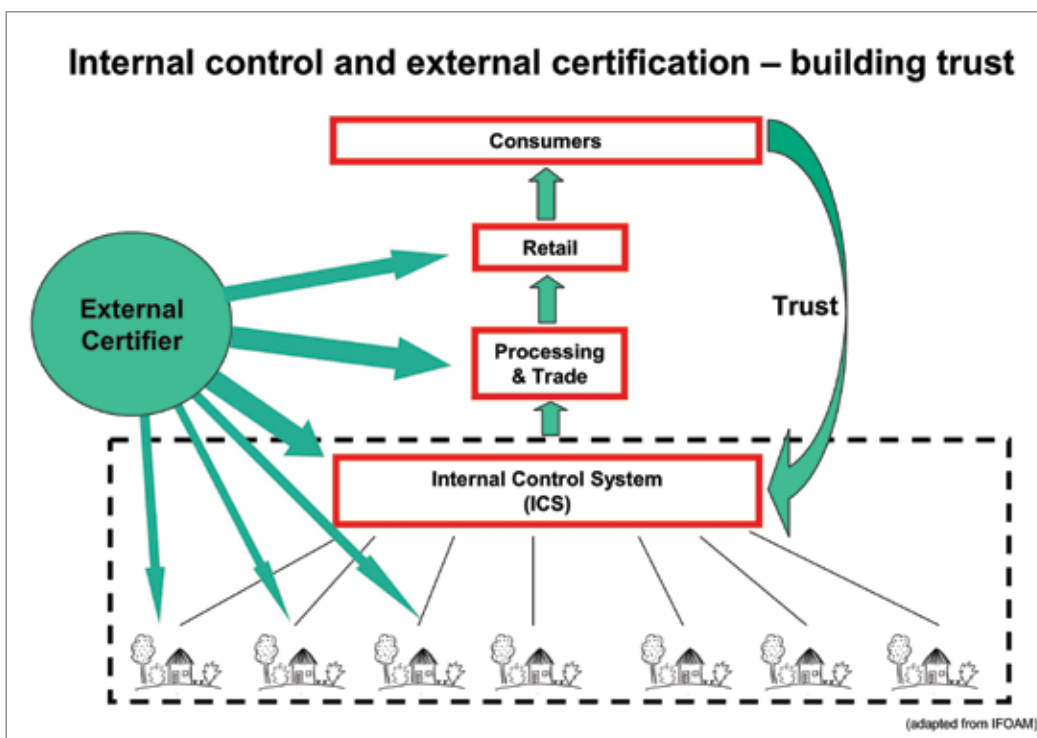 Internal control and external certification – building trust
Consumers
Retail
External
Certifier
Trust
Processing
& Trade
Internal Control System
(ICS)
(adapted from IFOAM)